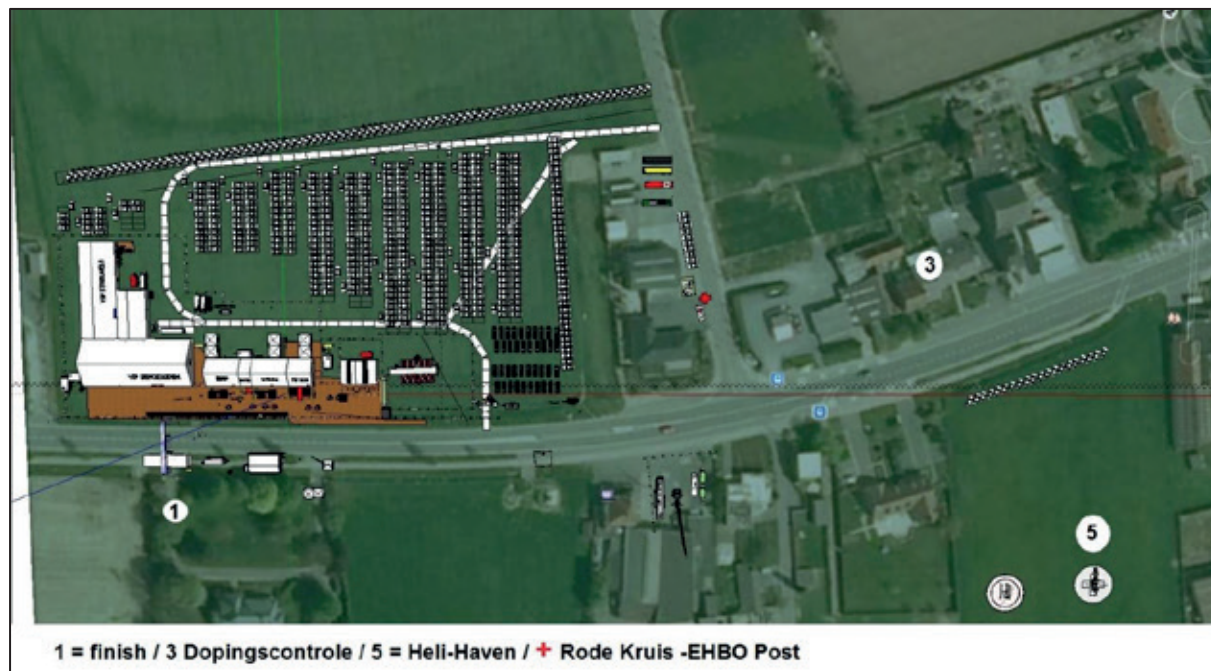 3
5
1
1 = finish / 3 Dopingscontrole / 5 = Heli-Haven / + Rode Kruis -EHBO Post